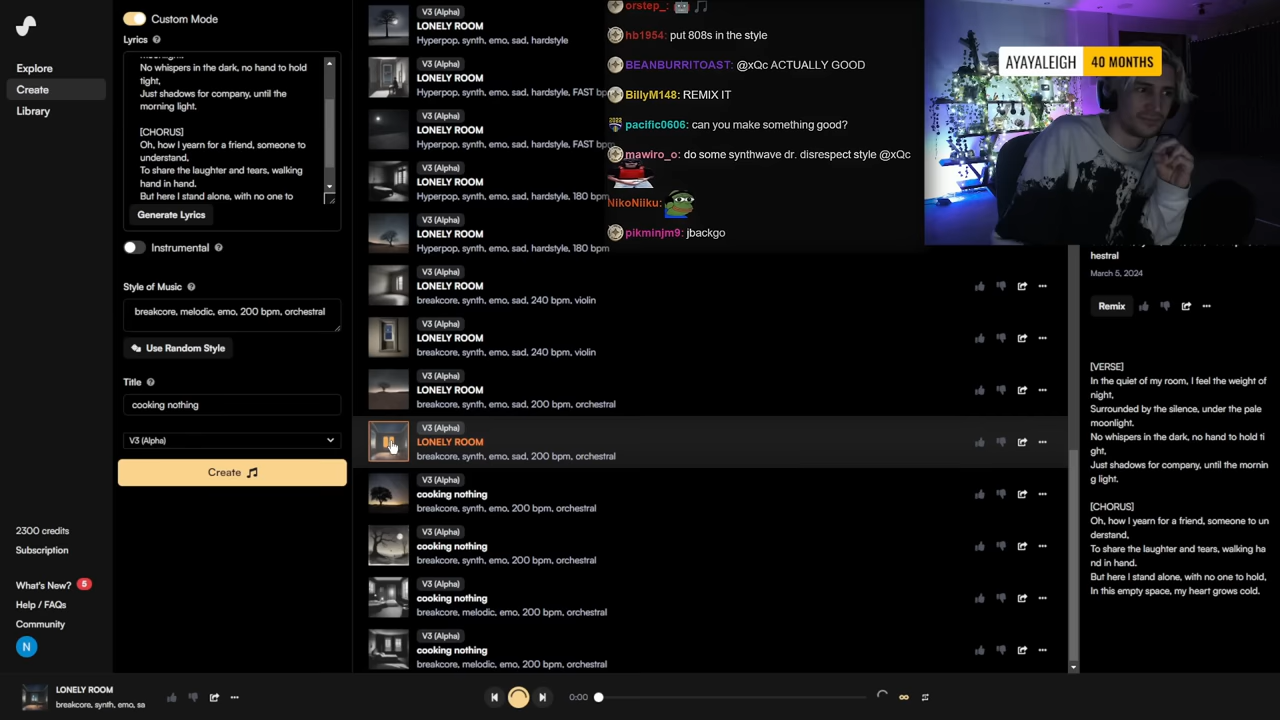 Explore
Create
Library
2300 credits
Subscription
What's New?
5
Help / FAQs
Community
N
Custom Mode
Lyrics
No whispers in the dark, no hand to hold
tight,
Just shadows for company, until the
morning light.
[CHORUS]
Oh, how I yearn for a friend, someone to
understand,
To share the laughter and tears, walking
hand in hand.
But here I stand alone, with no one to
Generate Lyrics
Instrumental
Style of Music
breakcore, melodic, emo, 200 bpm, orchestral
Use Random Style
Title
cooking nothing
V3 (Alpha)
Create
V3 (Alpha)
LONELY ROOM
Hyperpop, synth, emo, sad, hardstyle
V3 (Alpha)
LONELY ROOM
Hyperpop, synth, emo, sad, hardstyle, FAST bpm
V3 (Alpha)
LONELY ROOM
Hyperpop, synth, emo, sad, hardstyle, FAST bpm
V3 (Alpha)
LONELY ROOM
Hyperpop, synth, emo, sad, hardstyle, 180 bpm
V3 (Alpha)
LONELY ROOM
Hyperpop, synth, emo, sad, hardstyle, 180 bpm
V3 (Alpha)
LONELY ROOM
breakcore, synth, emo, sad, 240 bpm, violin
V3 (Alpha)
LONELY ROOM
breakcore, synth, emo, sad, 240 bpm, violin
V3 (Alpha)
LONELY ROOM
breakcore, synth, emo, sad, 200 bpm, orchestral
V3 (Alpha)
LONELY ROOM
breakcore, synth, emo, sad, 200 bpm, orchestral
V3 (Alpha)
cooking nothing
breakcore, synth, emo, 200 bpm, orchestral
V3 (Alpha)
cooking nothing
breakcore, synth, emo, 200 bpm, orchestral
V3 (Alpha)
cooking nothing
breakcore, melodic, emo, 200 bpm, orchestral
V3 (Alpha)
cooking nothing
breakcore, melodic, emo, 200 bpm, orchestral
orstep_:
hb1954: put 808s in the style
BEANBURRITOAST: @xQc ACTUALLY GOOD
BillyM148: REMIX IT
pacific0606: can you make something good?
mawiro_o: do some synthwave dr. disrespect style @xQc
NikoNiiku:
pikminjm9: jbackgo
AYAYALEIGH 40 MONTHS
hestral
March 5, 2024
Remix
[VERSE]
In the quiet of my room, I feel the weight of
night,
Surrounded by the silence, under the pale
moonlight.
No whispers in the dark, no hand to hold ti
ght,
Just shadows for company, until the mornin
g light.
[CHORUS]
Oh, how I yearn for a friend, someone to un
derstand,
To share the laughter and tears, walking ha
nd in hand.
But here I stand alone, with no one to hold,
In this empty space, my heart grows cold.
LONELY ROOM
breakcore, synth, emo, sa
0:00